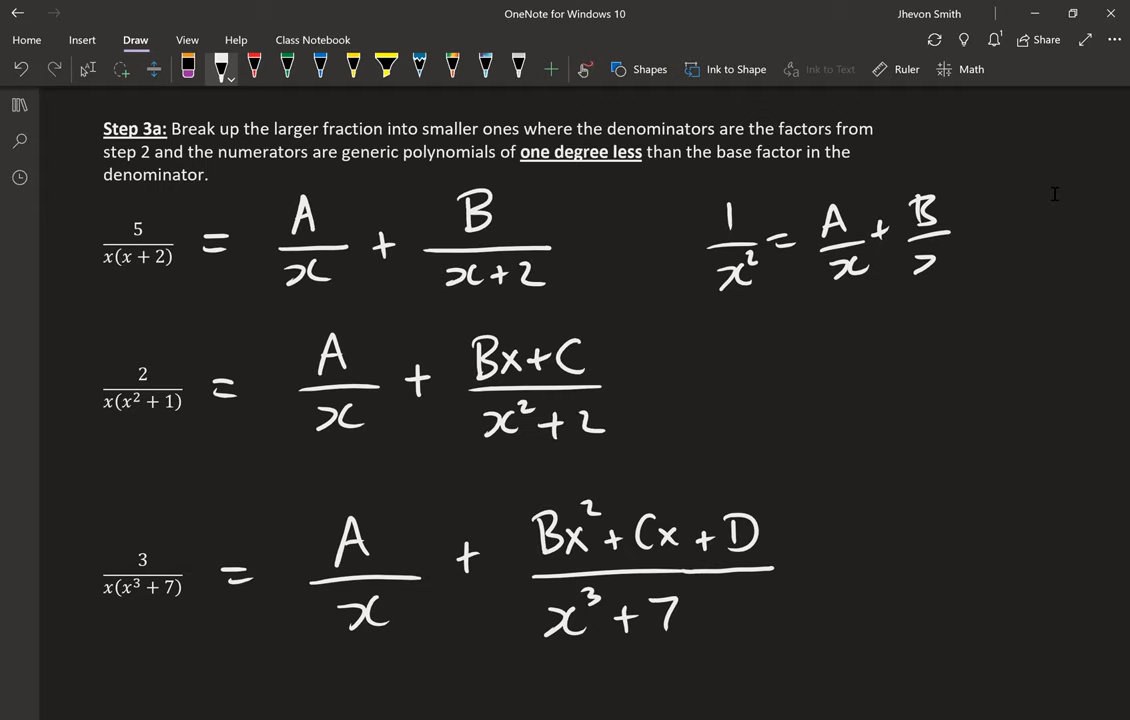 OneNote for Windows 10
Jhevon Smith
Home Insert Draw View Help Class Notebook
Share
Shapes Ink to Shape Ink to Text Ruler Math
Step 3a: Break up the larger fraction into smaller ones where the denominators are the factors from
step 2 and the numerators are generic polynomials of one degree less than the base factor in the
denominator.
5/(x(x + 2)) = A/x + B/(x+2)
1/x² = A/x + B/
2/(x(x² + 1)) = A/x + (Bx+C)/(x²+2)
3/(x(x³ + 7)) = A/x + (Bx²+Cx+D)/(x³+7)